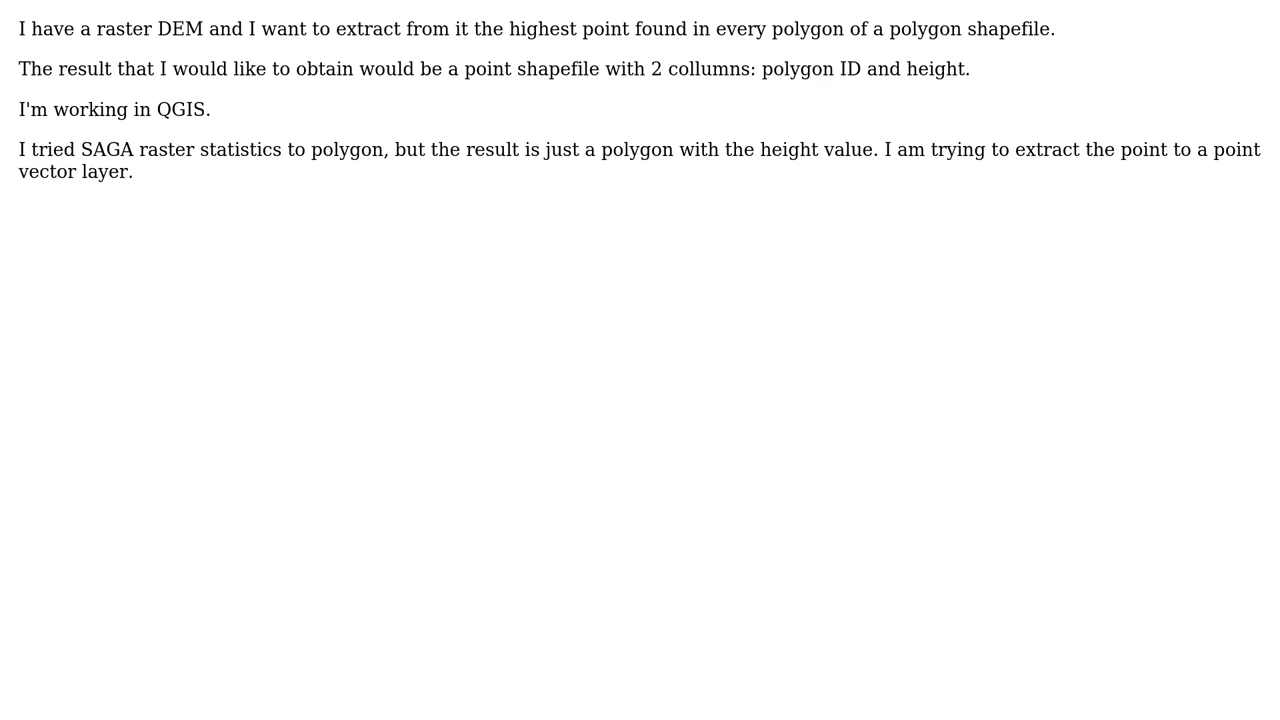 I have a raster DEM and I want to extract from it the highest point found in every polygon of a polygon shapefile.
The result that I would like to obtain would be a point shapefile with 2 collumns: polygon ID and height.
I'm working in QGIS.
I tried SAGA raster statistics to polygon, but the result is just a polygon with the height value. I am trying to extract the point to a point
vector layer.